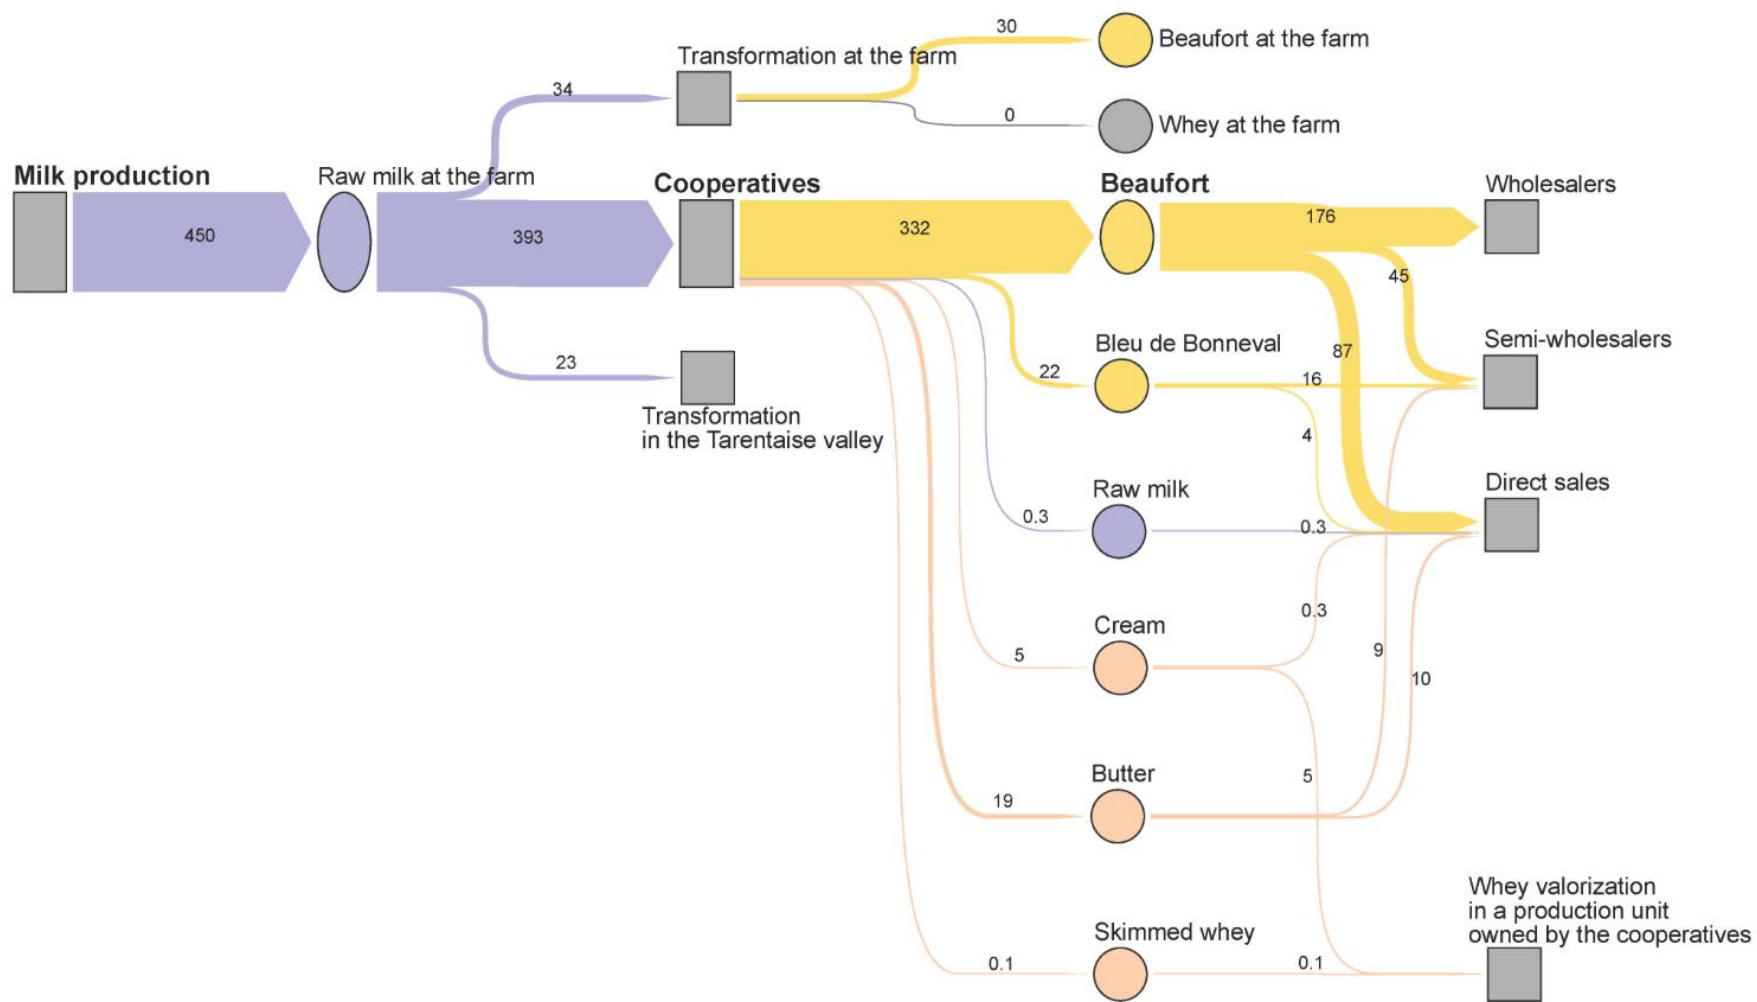 30
Beaufort at the farm
Transformation at the farm
34
0
Whey at the farm
Milk production
Raw milk at the farm
Cooperatives
Beaufort
Wholesalers
450
393
332
176
45
23
Transformation
in the Tarentaise valley
Bleu de Bonneval
87
Semi-wholesalers
22
16
4
Raw milk
Direct sales
0.3
0.3
Cream
0.3
5
9
10
Butter
5
19
Whey valorization
in a production unit
owned by the cooperatives
Skimmed whey
0.1
0.1